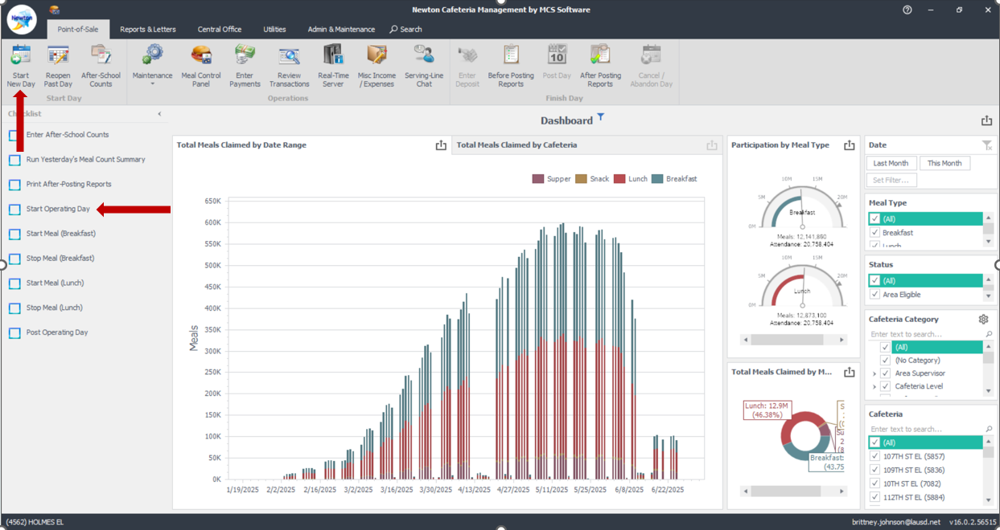 Newton Cafeteria Management by MCS Software
Newton
Point-of-Sale
Reports & Letters
Central Office
Utilities
Admin & Maintenance
Search
Start
New Day
Reopen
Past Day
After-School
Counts
Maintenance
Meal Control
Panel
Enter
Payments
Review
Transactions
Real-Time
Server
Misc Income
/ Expenses
Serving-Line
Chat
Enter
Deposit
Before Posting
Reports
Post Day
After Posting
Reports
Cancel /
Abandon Day
Start Day
Operations
Finish Day
Enter After-School Counts
Run Yesterday's Meal Count Summary
Print After-Posting Reports
Start Operating Day
Start Meal (Breakfast)
Stop Meal (Breakfast)
Start Meal (Lunch)
Stop Meal (Lunch)
Post Operating Day
Dashboard
Total Meals Claimed by Date Range
Total Meals Claimed by Cafeteria
Supper
Snack
Lunch
Breakfast
650K
600K
550K
500K
450K
400K
350K
300K
250K
200K
150K
100K
50K
0K
Meals
1/19/2025
2/2/2025
2/16/2025
3/2/2025
3/16/2025
3/30/2025
4/13/2025
4/27/2025
5/11/2025
5/25/2025
6/8/2025
6/22/2025
Participation by Meal Type
10M
15M
5M
20M
0M
Breakfast
Meals: 12,141,860
Attendance: 20,758,404
10M
15M
5M
20M
0M
Lunch
Meals: 12,873,100
Attendance: 20,758,404
Total Meals Claimed by M...
Lunch: 12.9M
(46.38%)
Breakfast:
(43.75
Date
Last Month
This Month
Set Filter...
Meal Type
(All)
Breakfast
Lunch
Status
(All)
Area Eligible
Cafeteria Category
Enter text to search...
(All)
(No Category)
Area Supervisor
Cafeteria Level
Cafeteria
Enter text to search...
(All)
107TH ST EL (5857)
109TH ST EL (5836)
10TH ST EL (7082)
112TH ST EL (5884)
(4562) HOLMES EL
brittney.johnson@lausd.net
v16.0.2.56515